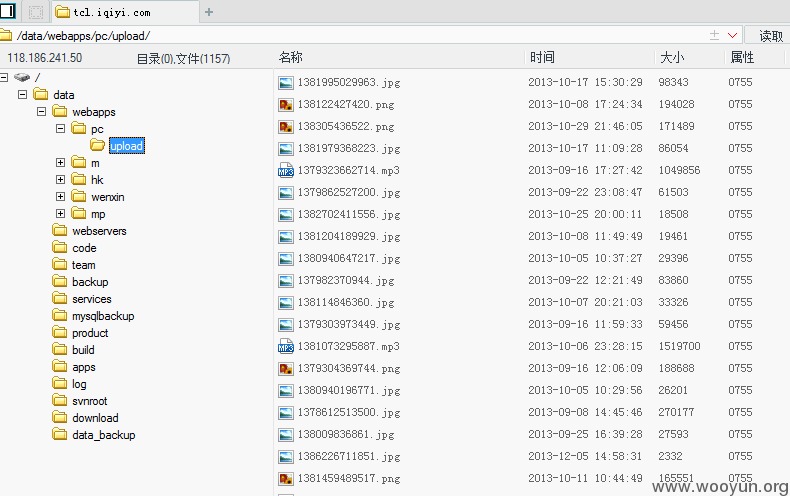 tcl.iqiyi.com
/data/webapps/pc/upload/ 读取
118.186.241.50 目录(0),文件(1157) 名称 时间 大小 属性
/
data
webapps
pc
upload
m
hk
wenxin
mp
webservers
code
team
backup
services
mysqlbackup
product
build
apps
log
svnroot
download
data_backup
1381995029963.jpg 2013-10-17 15:30:29 98343 0755
138122427420.png 2013-10-08 17:24:34 194028 0755
138305436522.png 2013-10-29 21:46:05 171489 0755
1381979368223.jpg 2013-10-17 11:09:28 86054 0755
1379323662714.mp3 2013-09-16 17:27:42 1049856 0755
1379862527200.jpg 2013-09-22 23:08:47 61503 0755
1382702411556.jpg 2013-10-25 20:00:11 18508 0755
1381204189929.jpg 2013-10-08 11:49:49 19461 0755
1380940647217.jpg 2013-10-05 10:37:27 29396 0755
137982370944.jpg 2013-09-22 12:21:49 83860 0755
138114846360.jpg 2013-10-07 20:21:03 33326 0755
1379303973449.jpg 2013-09-16 11:59:33 59456 0755
1381073295887.mp3 2013-10-06 23:28:15 1519700 0755
1379304369744.png 2013-09-16 12:06:09 188688 0755
1380940196771.jpg 2013-10-05 10:29:56 26201 0755
1378612513500.jpg 2013-09-08 14:45:46 270177 0755
138009836861.jpg 2013-09-25 16:39:28 27593 0755
1386226711851.jpg 2013-12-05 14:58:31 2332 0755
1381459489517.png 2013-10-11 10:44:49 165551 0755
www.wooyun.org